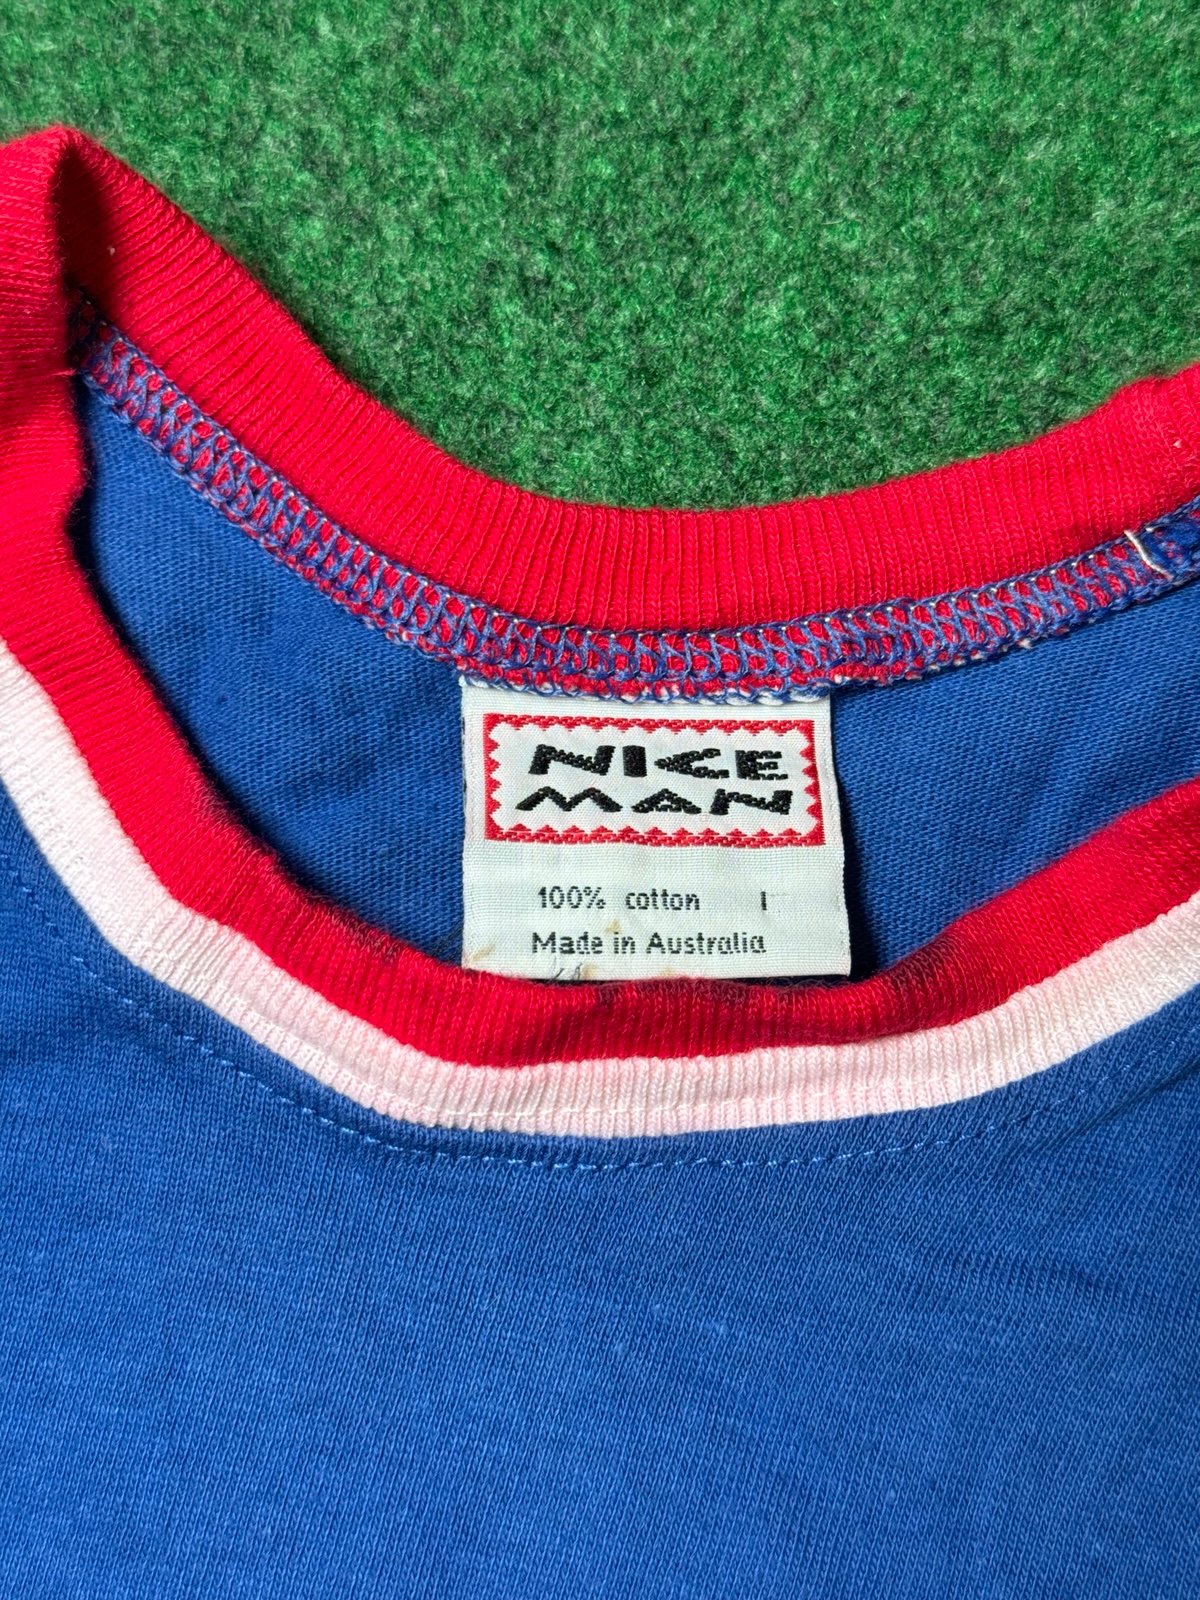 NICE
MAN
100% cotton
Made in Australia